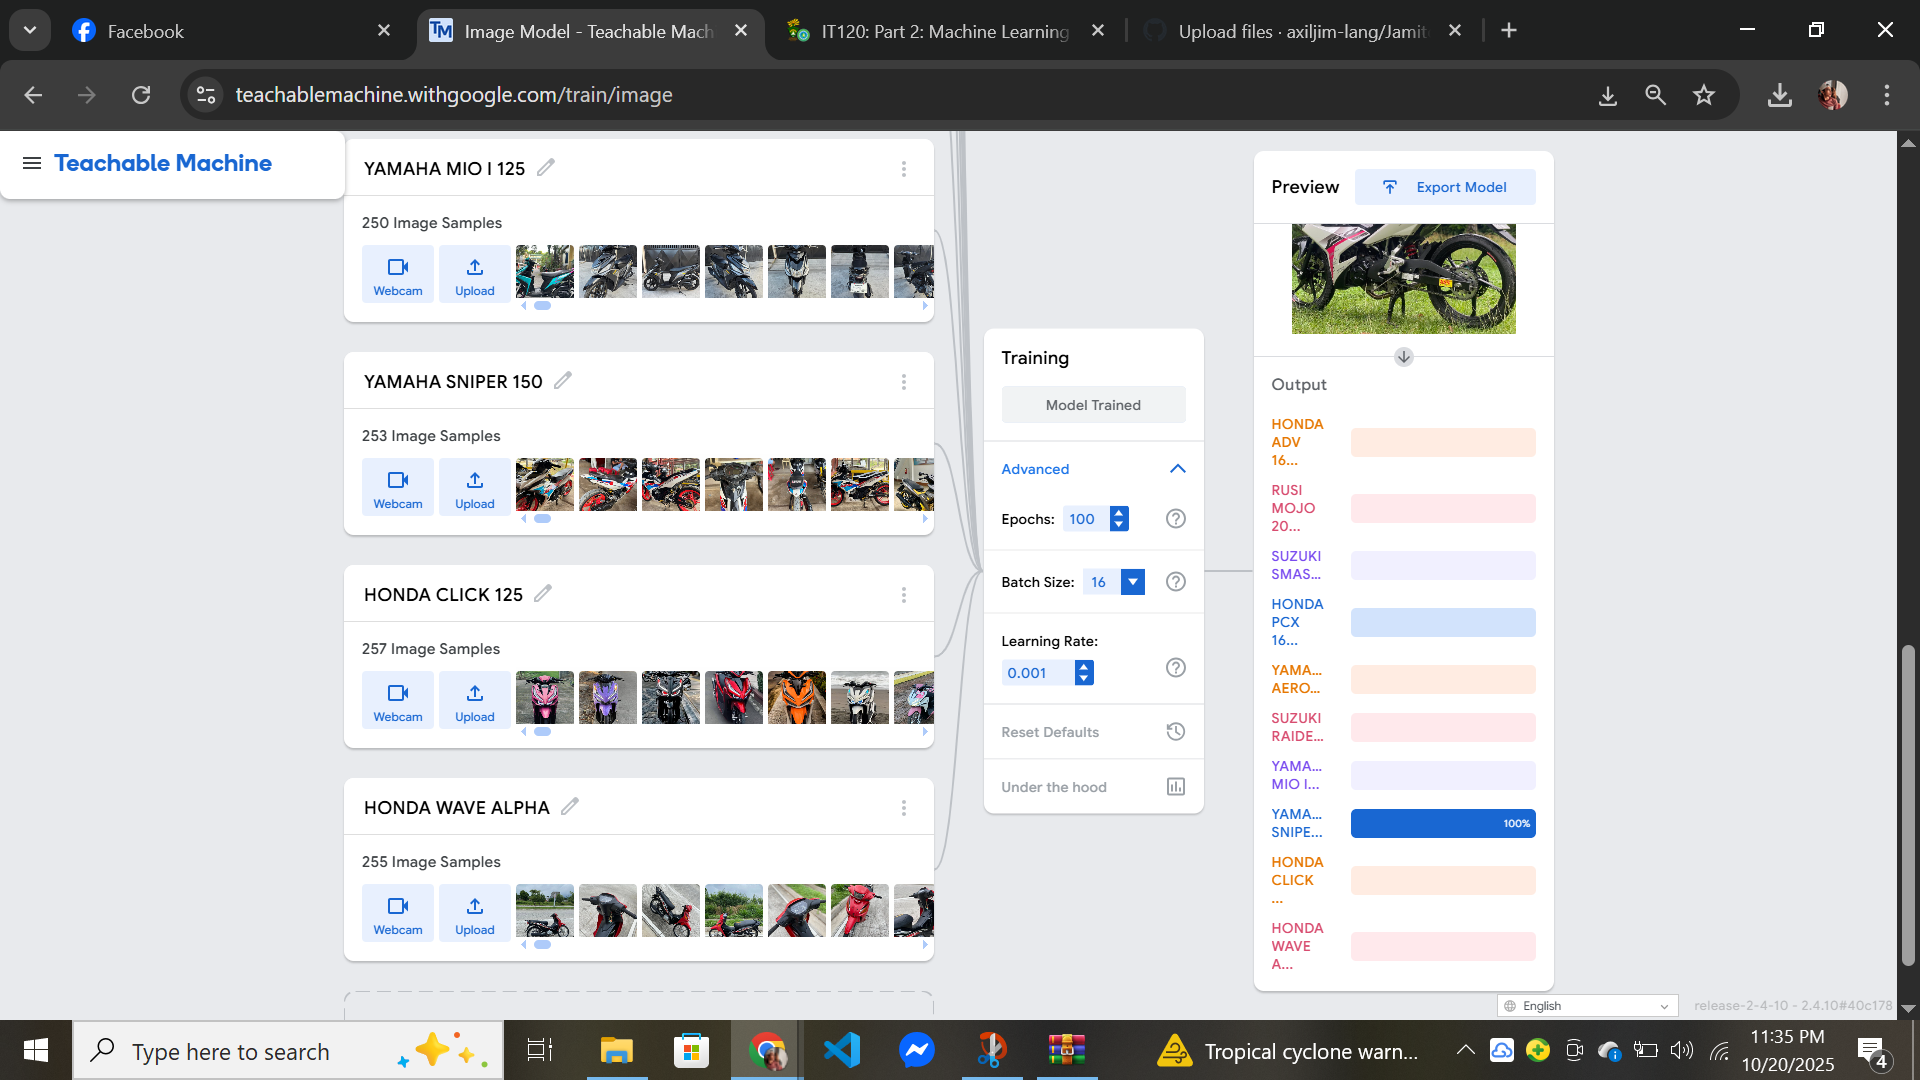 Facebook
Image Model - Teachable Mach
IT120: Part 2: Machine Learning
Upload files · axiljim-lang/Jamit
teachablemachine.withgoogle.com/train/image
Teachable Machine
YAMAHA MIO I 125
250 Image Samples
Webcam
Upload
YAMAHA SNIPER 150
253 Image Samples
Webcam
Upload
HONDA CLICK 125
257 Image Samples
Webcam
Upload
HONDA WAVE ALPHA
255 Image Samples
Webcam
Upload
Training
Model Trained
Advanced
Epochs: 100
Batch Size: 16
Learning Rate:
0.001
Reset Defaults
Under the hood
Preview
Export Model
Output
HONDA
ADV
16...
RUSI
MOJO
20...
SUZUKI
SMAS...
HONDA
PCX
16...
YAMA...
AERO...
SUZUKI
RAIDE...
YAMA...
MIO I...
YAMA...
SNIPE...
100%
HONDA
CLICK
...
HONDA
WAVE
A...
English
release-2-4-10 - 2.4.10#40c178
Type here to search
Tropical cyclone warn...
11:35 PM
10/20/2025
4